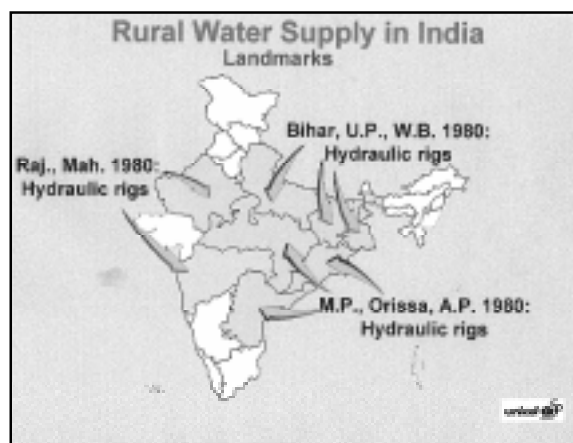 Rural Water Supply in India
Landmarks
Bihar, U.P., W.B. 1980:
Hydraulic rigs
Raj., Mah. 1980:
Hydraulic rigs
M.P., Orissa, A.P. 1980:
Hydraulic rigs
unicef